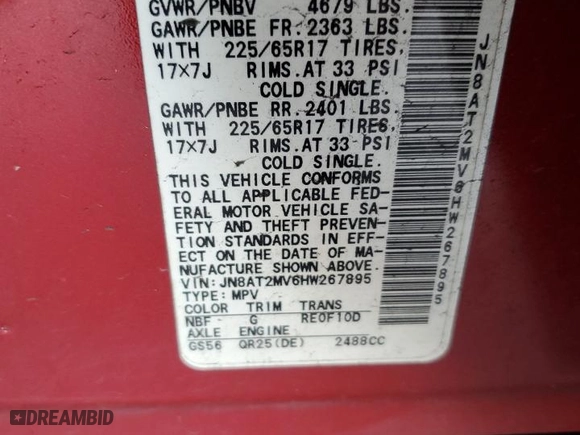 GVWR/PNBV 4679 LBS.
GAWR/PNBE FR.2363 LBS.
WITH 225/65R17 TIRES,
17×7J RIMS.AT 33 PSI
COLD SINGLE.
GAWR/PNBE RR.2401 LBS.
WITH 225/65R17 TIRES,
17×7J RIMS.AT 33 PSI
COLD SINGLE.
THIS VEHICLE CONFORMS
TO ALL APPLICABLE FED-
ERAL MOTOR VEHICLE SA-
FETY AND THEFT PREVEN-
TION STANDARDS IN EFF-
ECT ON THE DATE OF MA-
NUFACTURE SHOWN ABOVE.
VIN:JN8AT2MV6HW267895
TYPE:MPV
COLOR TRIM TRANS
NBF G RE0F10D
AXLE ENGINE
GS56 QR25(DE) 2488CC
JN8AT2MV6HW267895
DREAMBID